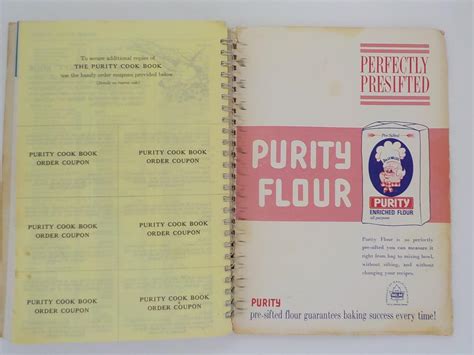 To secure additional copies of
THE PURITY COOK BOOK
use the handy order coupons provided below
PURITY COOK BOOK
ORDER COUPON
PURITY COOK BOOK
ORDER COUPON
PURITY COOK BOOK
ORDER COUPON
PURITY COOK BOOK
ORDER COUPON
PURITY COOK BOOK
ORDER COUPON
PURITY COOK BOOK
ORDER COUPON
PERFECTLY
PRESIFTED
PURITY
FLOUR
Pre-Sifted
PURITY
ENRICHED FLOUR
all purpose
Purity Flour is so perfectly
pre-sifted you can measure it
right from bag to mixing bowl,
without sifting, and without
changing your recipes.
PURITY
pre-sifted flour guarantees baking success every time!